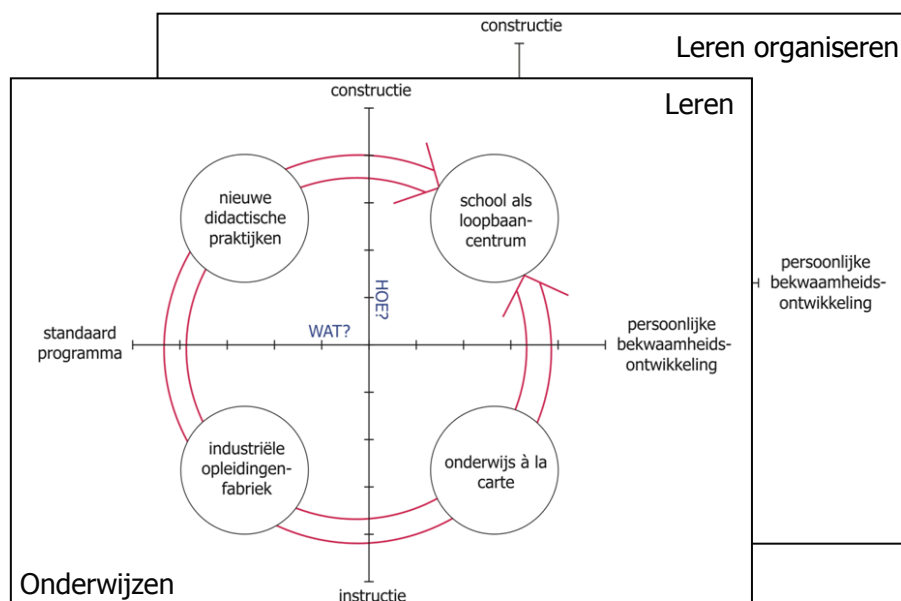 constructie
Leren organiseren
constructie
Leren
nieuwe
didactische
praktijken
school als
loopbaan-
centrum
HOE?
WAT?
standaard
programma
persoonlijke
bekwaamheids-
ontwikkeling
persoonlijke
bekwaamheids-
ontwikkeling
industriële
opleidingen-
fabriek
onderwijs à la
carte
Onderwijzen
instructie